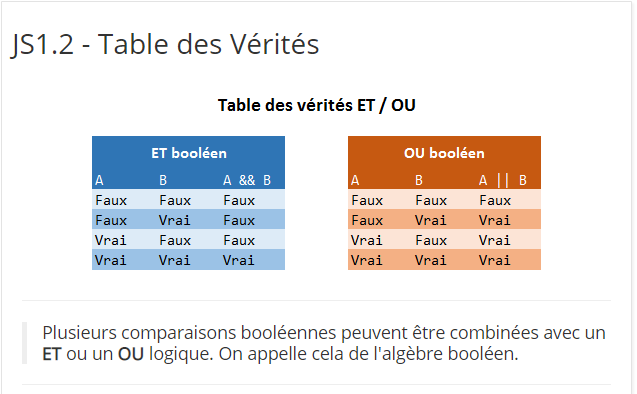 JS1.2 - Table des Vérités
Table des vérités ET / OU
ET booléen
A B A && B
Faux Faux Faux
Faux Vrai Faux
Vrai Faux Faux
Vrai Vrai Vrai
OU booléen
A B A || B
Faux Faux Faux
Faux Vrai Vrai
Vrai Faux Vrai
Vrai Vrai Vrai
Plusieurs comparaisons booléennes peuvent être combinées avec un
ET ou un OU logique. On appelle cela de l'algèbre booléen.